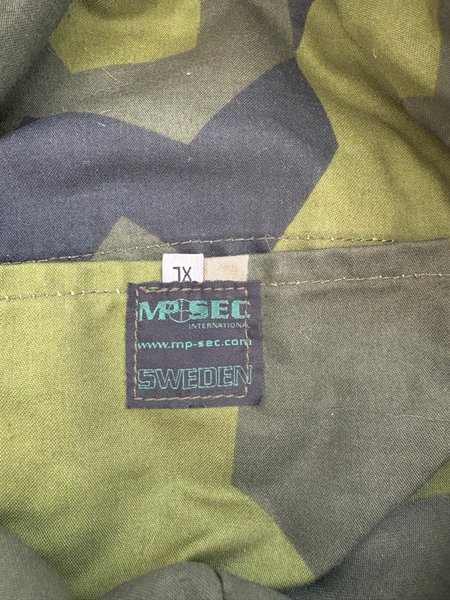 XL
MP SEC
INTERNATIONAL
www.mp-sec.com
SWEDEN